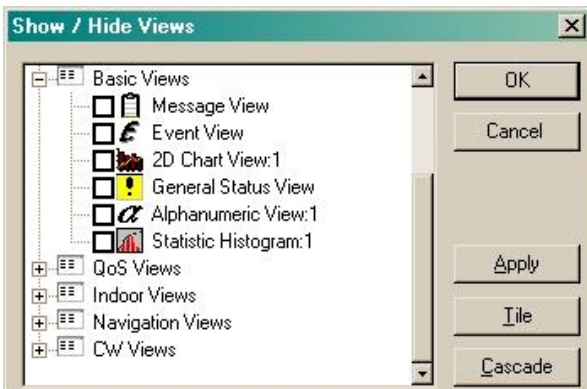 Show / Hide Views
Basic Views
Message View
Event View
2D Chart View:1
General Status View
Alphanumeric View:1
Statistic Histogram:1
QoS Views
Indoor Views
Navigation Views
CW Views
OK
Cancel
Apply
Tile
Cascade